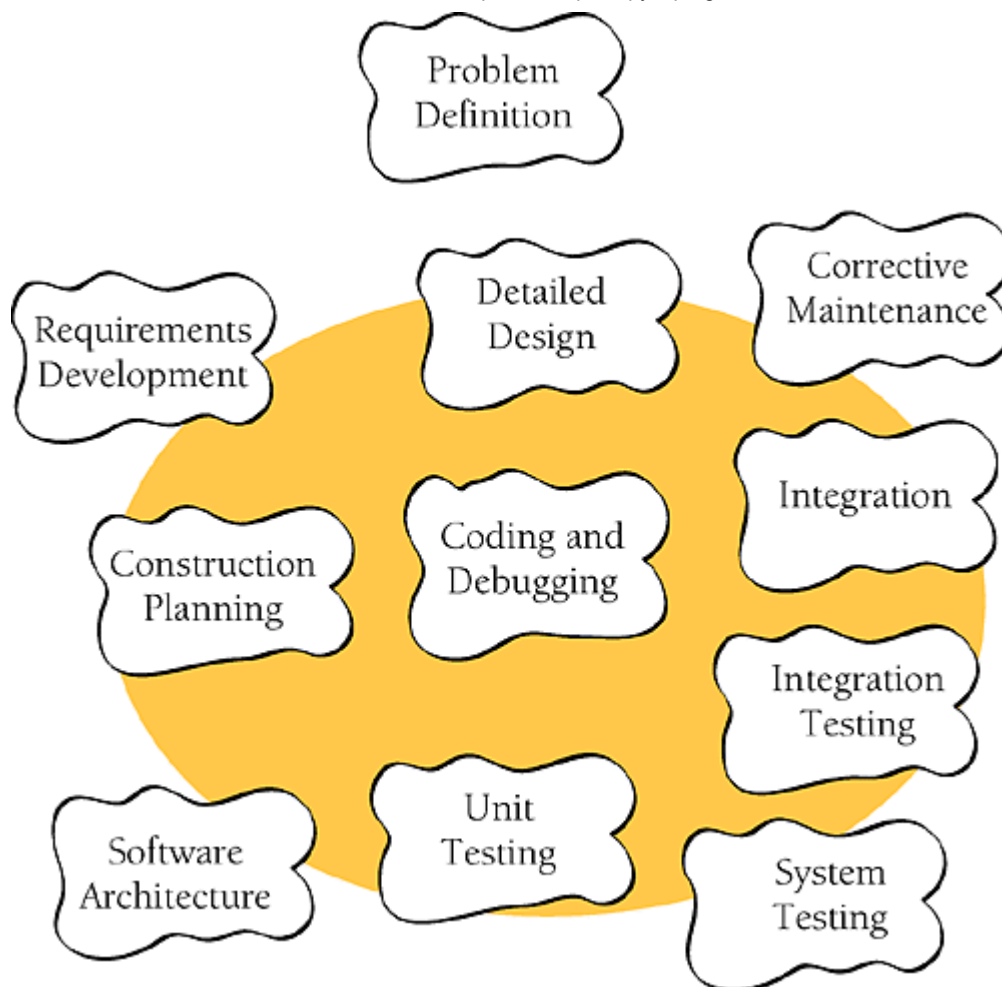 Problem
Definition
Detailed
Design
Corrective
Maintenance
Requirements
Development
Coding and
Debugging
Integration
Construction
Planning
Integration
Testing
Unit
Testing
Software
Architecture
System
Testing